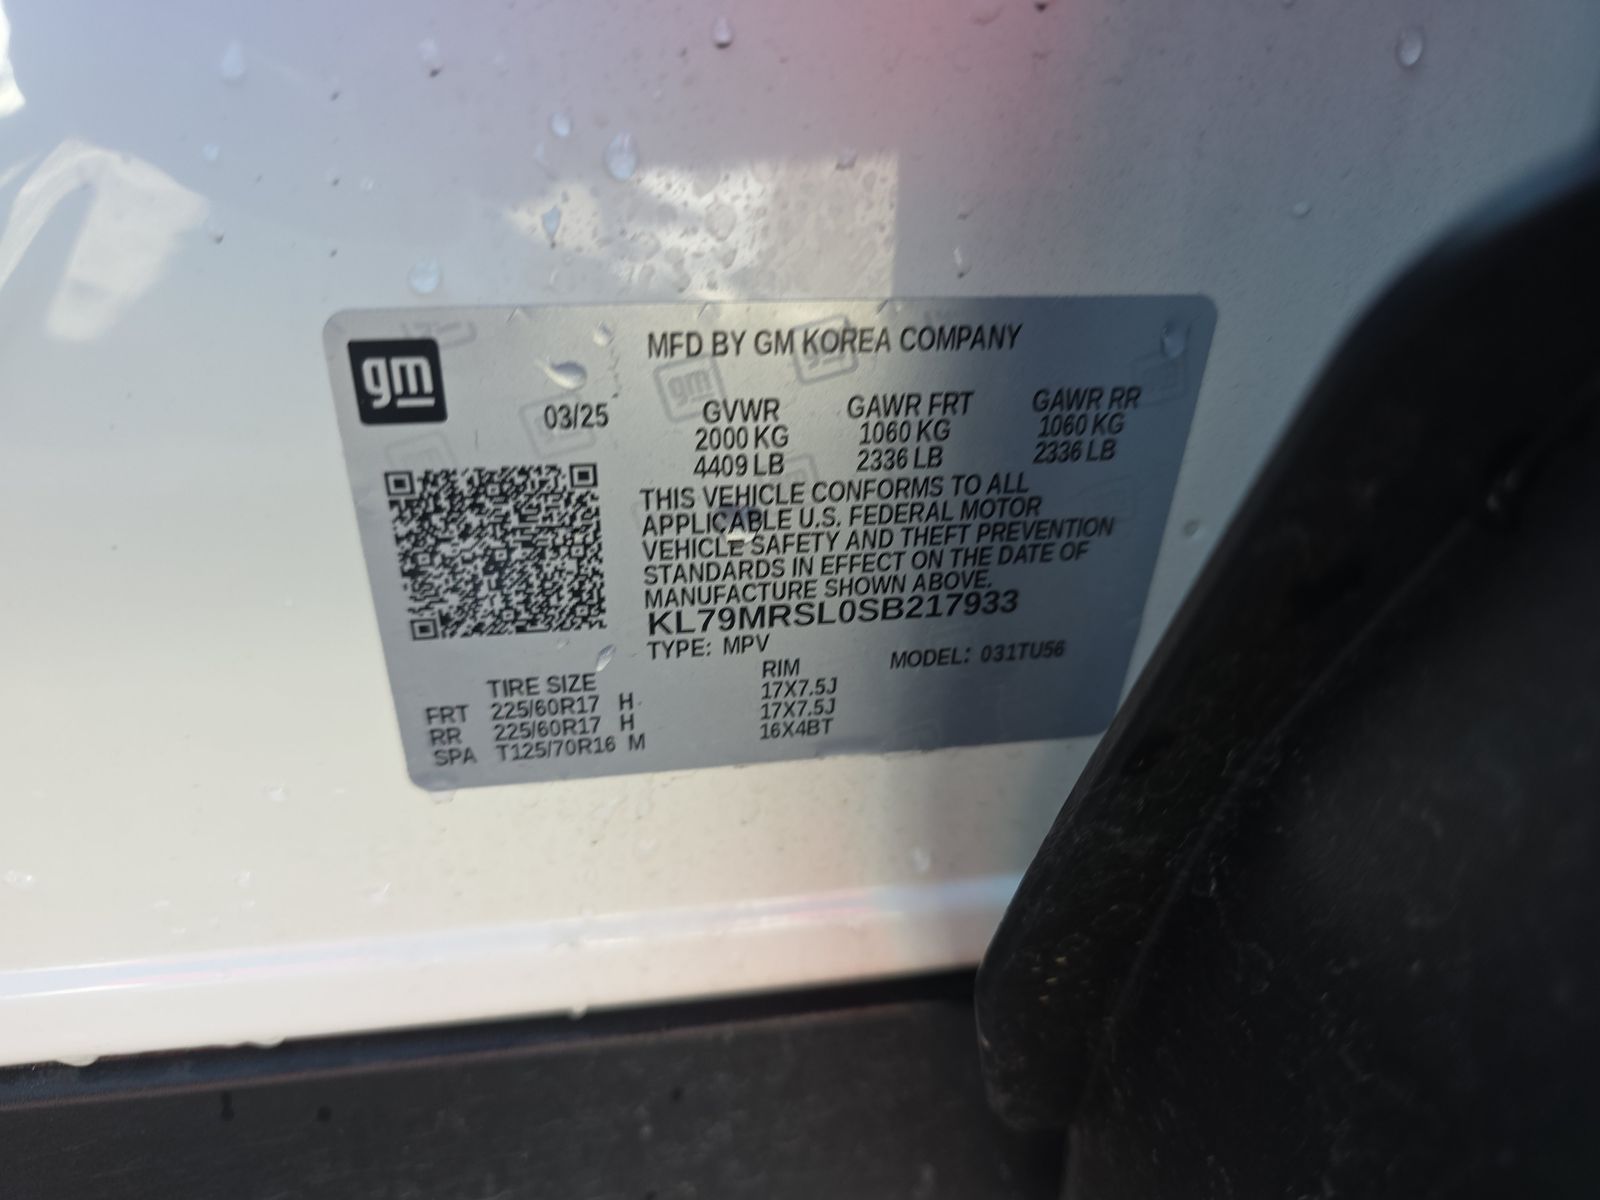 gm
MFD BY GM KOREA COMPANY
03/25
GVWR GAWR FRT GAWR RR
2000 KG 1060 KG 1060 KG
4409 LB 2336 LB 2336 LB
THIS VEHICLE CONFORMS TO ALL
APPLICABLE U.S. FEDERAL MOTOR
VEHICLE SAFETY AND THEFT PREVENTION
STANDARDS IN EFFECT ON THE DATE OF
MANUFACTURE SHOWN ABOVE.
KL79MRSL0SB217933
TYPE: MPV MODEL: 031TU56
TIRE SIZE RIM
FRT 225/60R17 H 17X7.5J
RR 225/60R17 H 17X7.5J
SPA T125/70R16 M 16X4BT